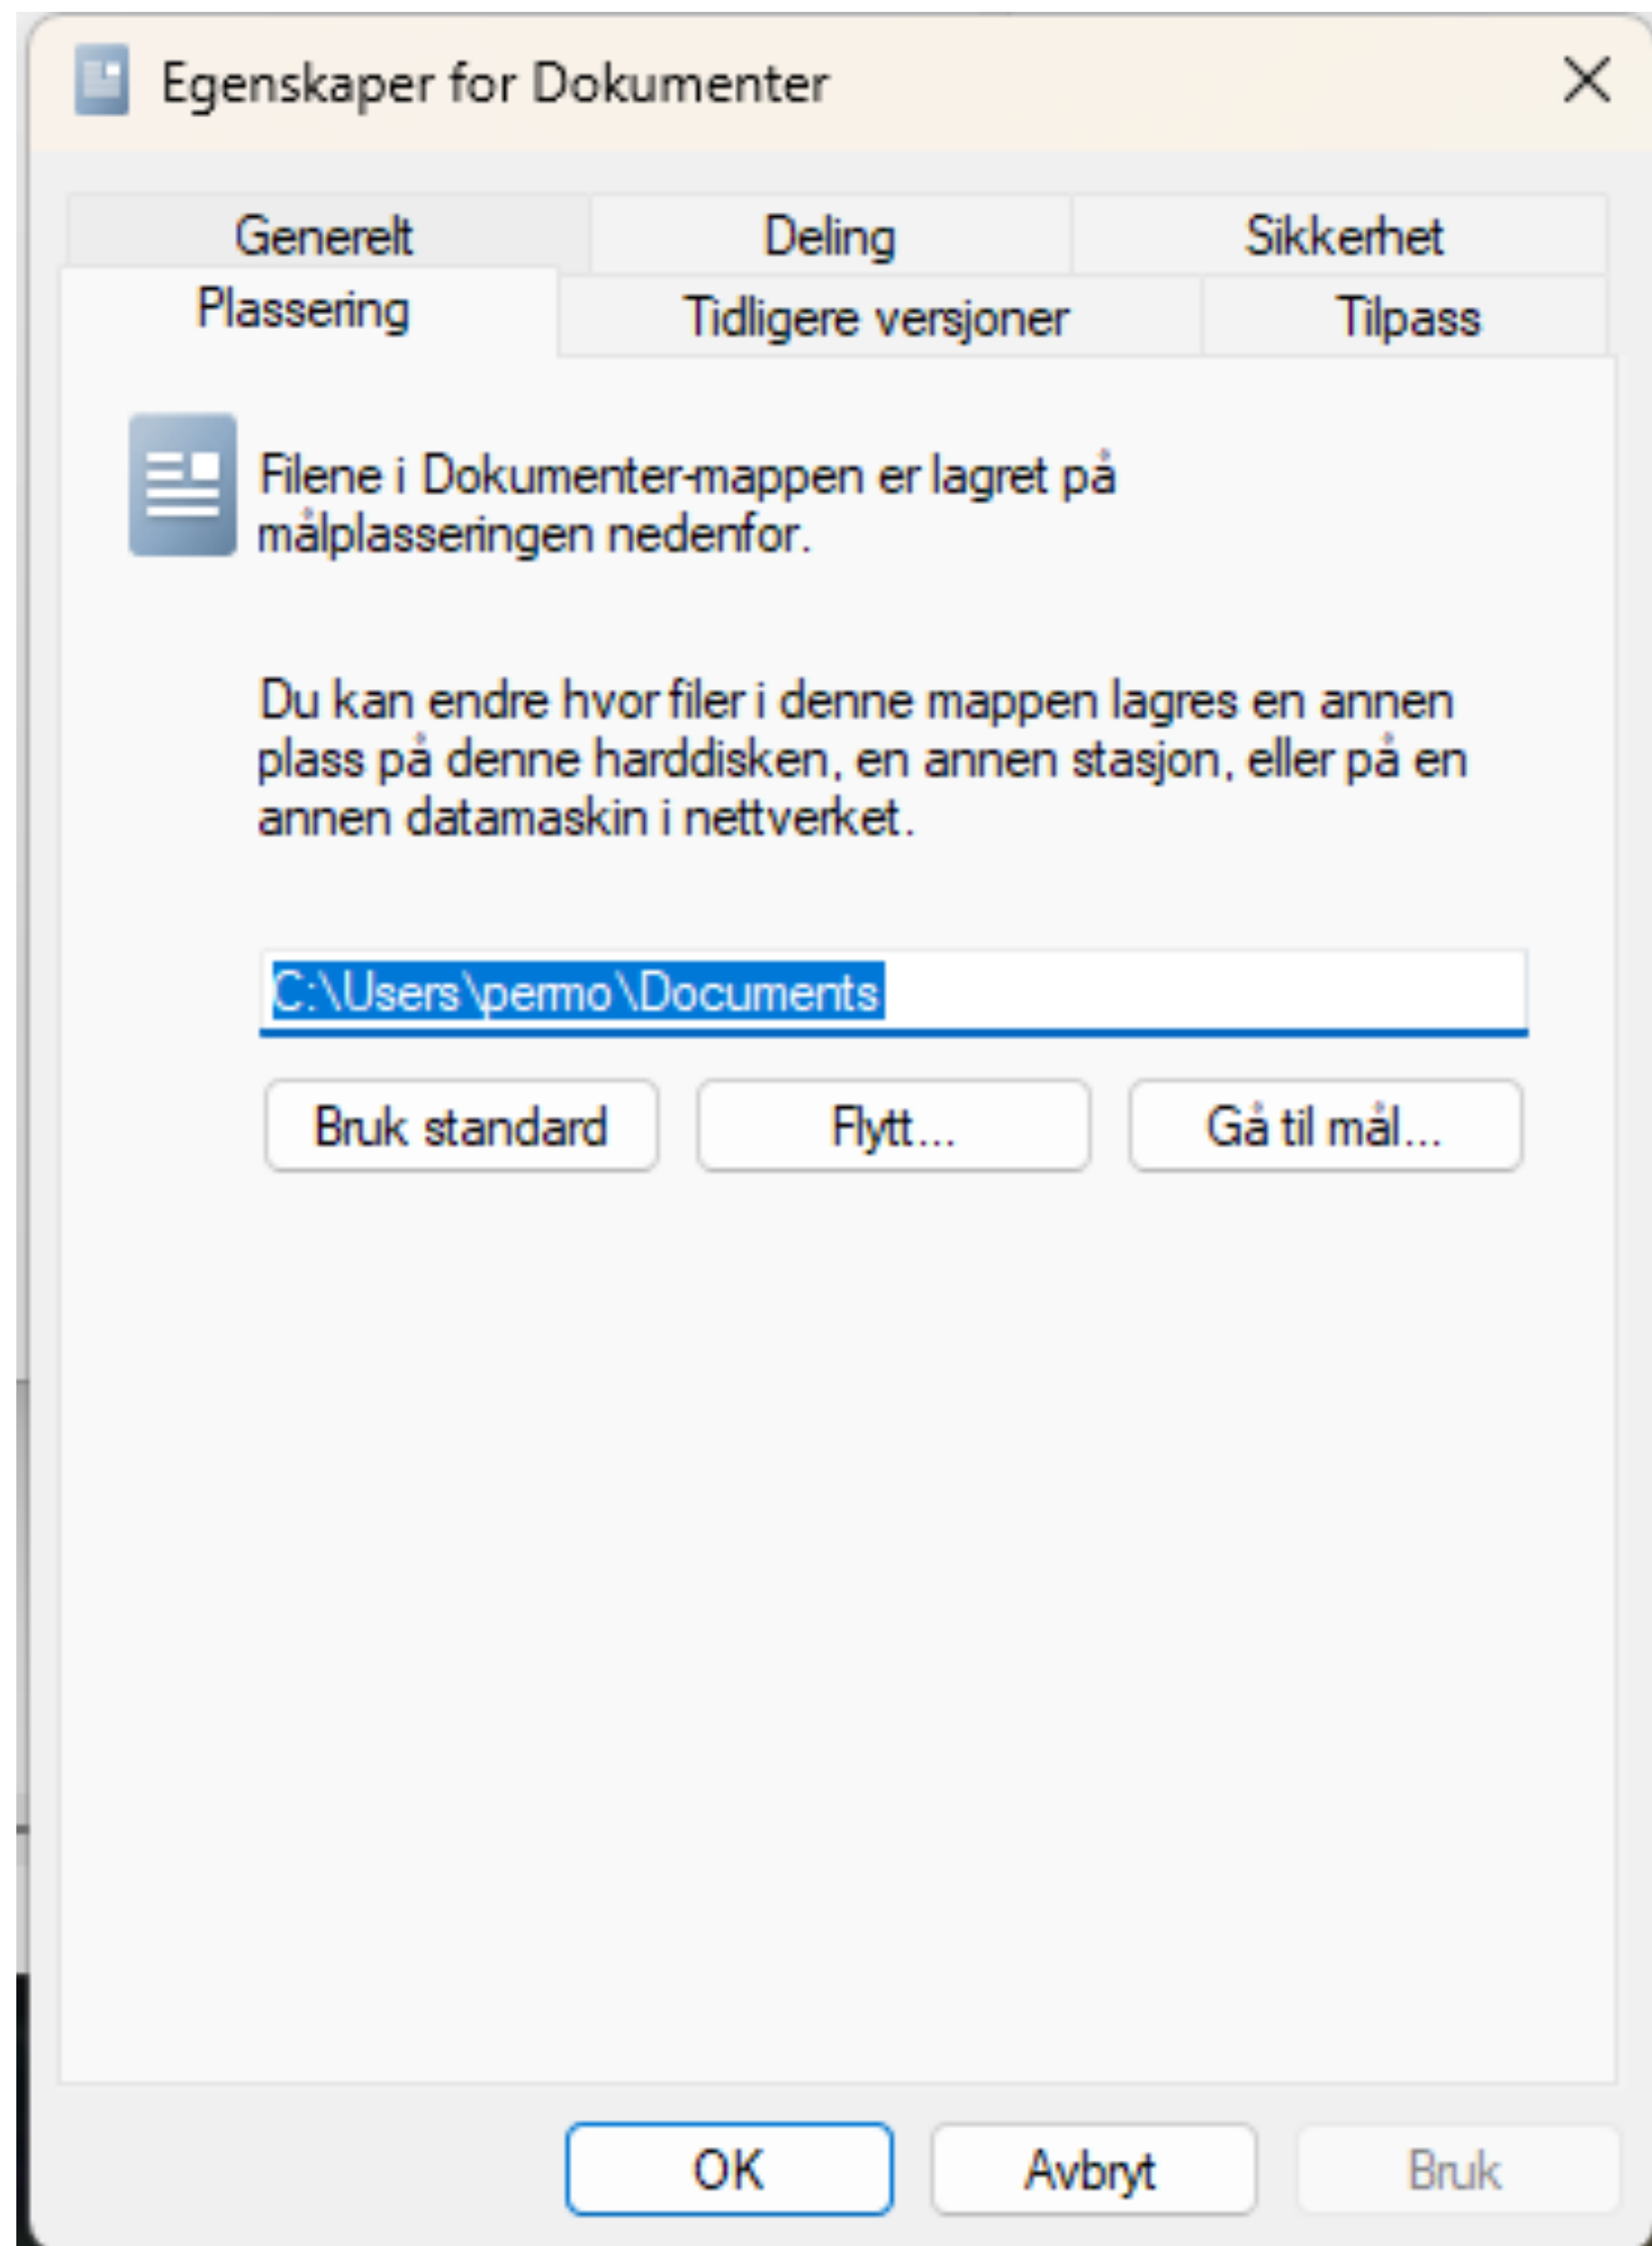 Egenskaper for Dokumenter
Generelt
Deling
Sikkerhet
Plassering
Tidligere versjoner
Tilpass
Filene i Dokumenter-mappen er lagret på
målplasseringen nedenfor.
Du kan endre hvor filer i denne mappen lagres en annen
plass på denne harddisken, en annen stasjon, eller på en
annen datamaskin i nettverket.
C:\Users\permo\Documents
Bruk standard
Flytt...
Gå til mål...
OK
Avbryt
Bruk